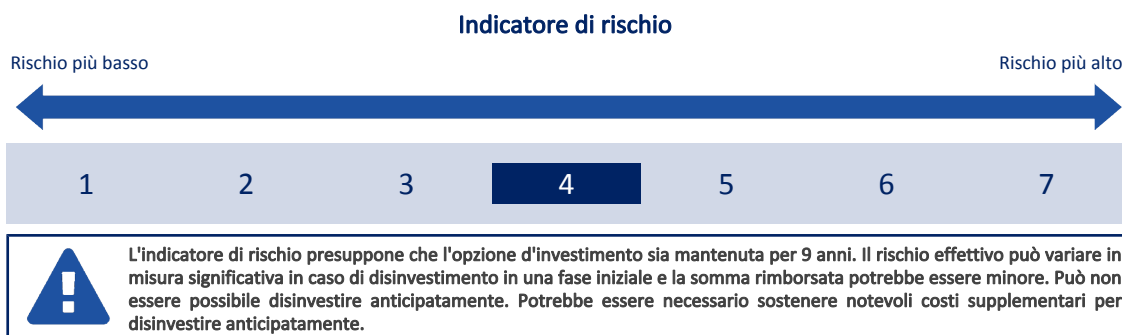 Indicatore di rischio
Rischio più basso Rischio più alto
1 2 3 4 5 6 7
L'indicatore di rischio presuppone che l'opzione d'investimento sia mantenuta per 9 anni. Il rischio effettivo può variare in
misura significativa in caso di disinvestimento in una fase iniziale e la somma rimborsata potrebbe essere minore. Può non
essere possibile disinvestire anticipatamente. Potrebbe essere necessario sostenere notevoli costi supplementari per
disinvestire anticipatamente.